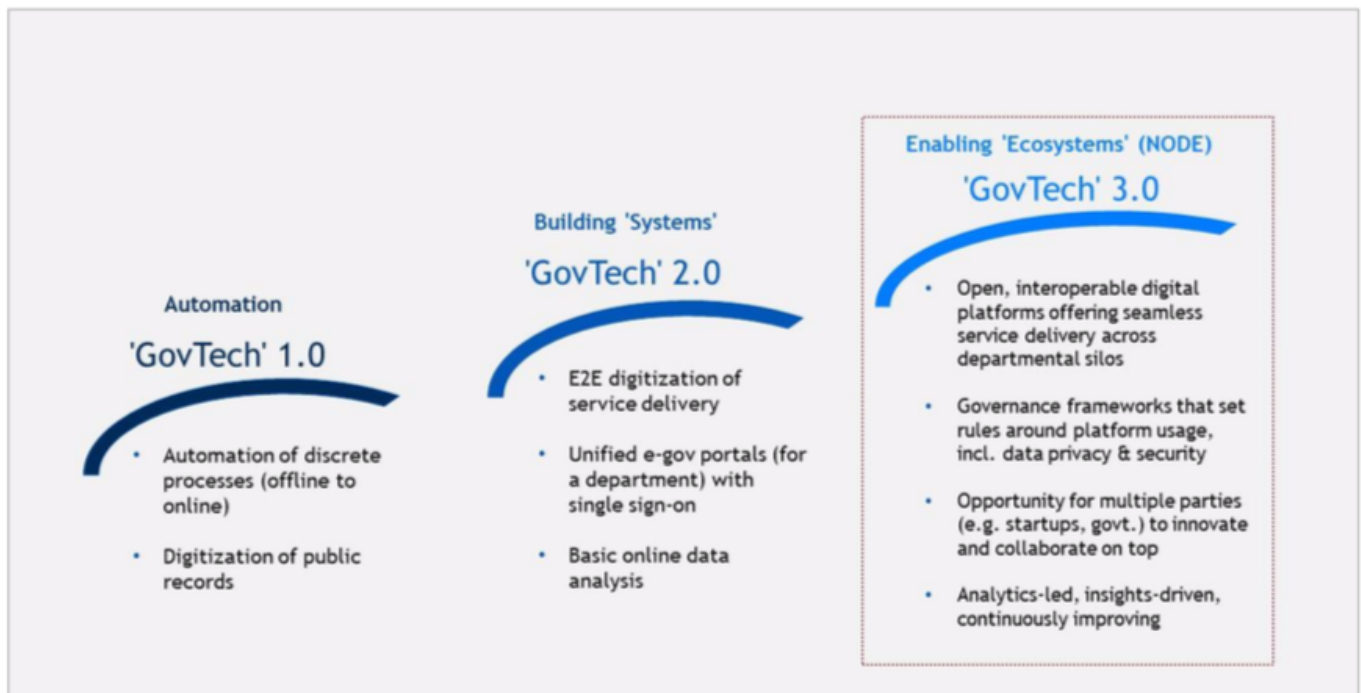 Automation
'GovTech' 1.0
• Automation of discrete
processes (offline to
online)
• Digitization of public
records
Building 'Systems'
'GovTech' 2.0
• E2E digitization of
service delivery
• Unified e-gov portals (for
a department) with
single sign-on
• Basic online data
analysis
Enabling 'Ecosystems' (NODE)
'GovTech' 3.0
• Open, interoperable digital
platforms offering seamless
service delivery across
departmental silos
• Governance frameworks that set
rules around platform usage,
incl. data privacy & security
• Opportunity for multiple parties
(e.g. startups, govt.) to innovate
and collaborate on top
• Analytics-led, insights-driven,
continuously improving